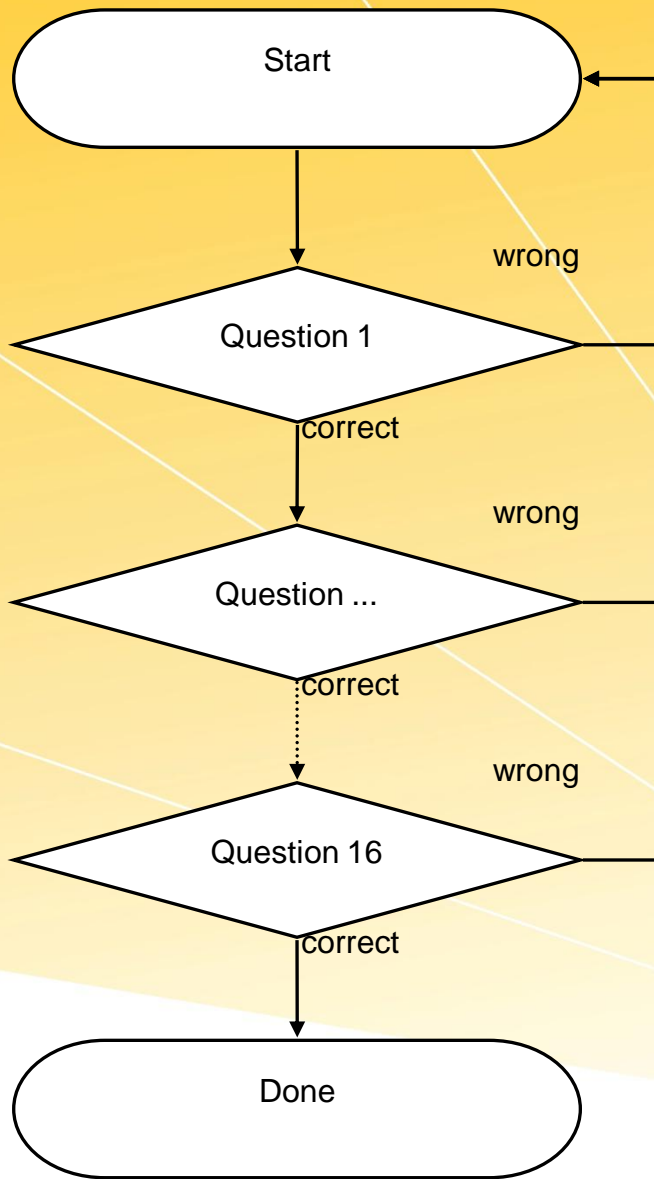 Start
wrong
Question 1
correct
wrong
Question ...
correct
wrong
Question 16
correct
Done